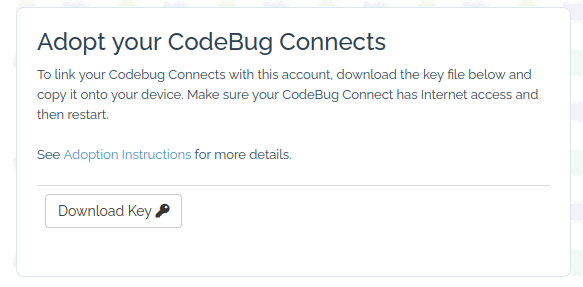 Adopt your CodeBug Connects
To link your Codebug Connects with this account, download the key file below and
copy it onto your device. Make sure your CodeBug Connect has Internet access and
then restart.
See Adoption Instructions for more details.
Download Key